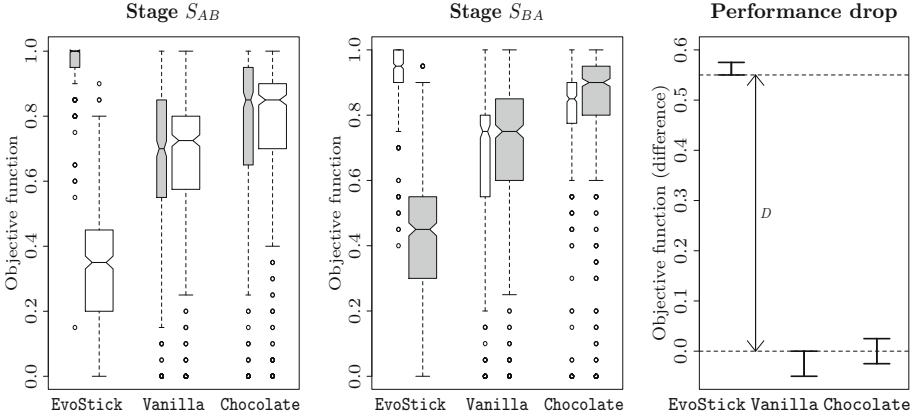 Stage S_AB
Stage S_BA
Performance drop
Objective function
0.0
0.2
0.4
0.6
0.8
1.0
EvoStick
Vanilla
Chocolate
Objective function
0.0
0.2
0.4
0.6
0.8
1.0
EvoStick
Vanilla
Chocolate
Objective function (difference)
0.0
0.1
0.2
0.3
0.4
0.5
0.6
D
EvoStick
Vanilla
Chocolate